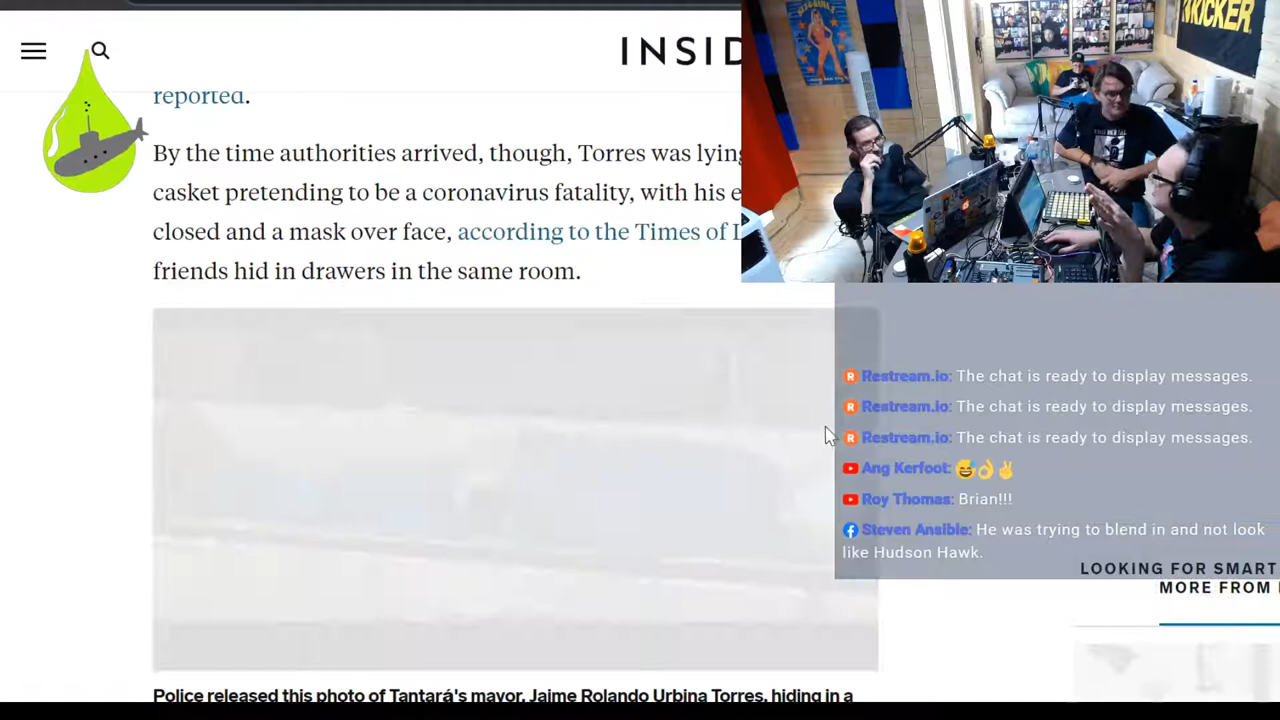 INSID
reported.
By the time authorities arrived, though, Torres was lying
casket pretending to be a coronavirus fatality, with his e
closed and a mask over face, according to the Times of L
friends hid in drawers in the same room.
KICKER
Restream.io: The chat is ready to display messages.
Restream.io: The chat is ready to display messages.
Restream.io: The chat is ready to display messages.
Ang Kerfoot: 😅👌✌
Roy Thomas: Brian!!!
Steven Ansible: He was trying to blend in and not look
like Hudson Hawk.
LOOKING FOR SMART
MORE FROM
Police released this photo of Tantará's mayor, Jaime Rolando Urbina Torres, hiding in a